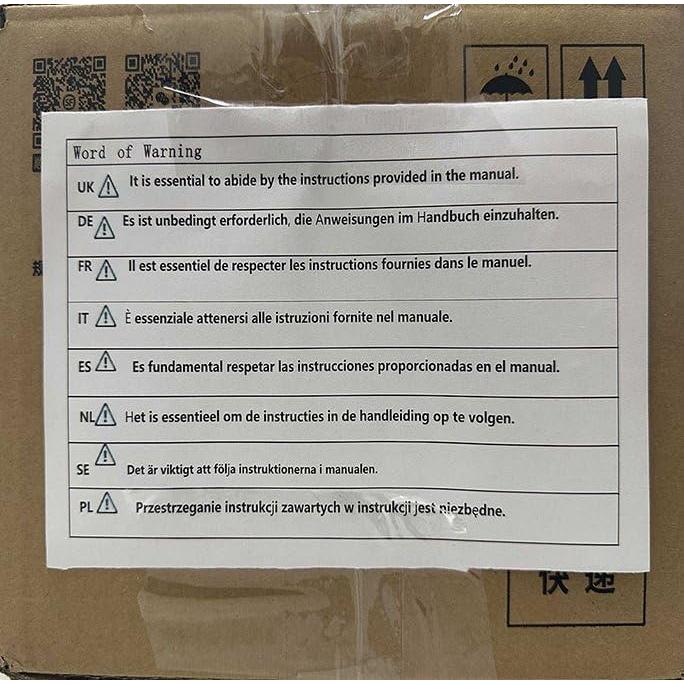 Word of Warning
UK It is essential to abide by the instructions provided in the manual.
DE Es ist unbedingt erforderlich, die Anweisungen im Handbuch einzuhalten.
FR Il est essentiel de respecter les instructions fournies dans le manuel.
IT È essenziale attenersi alle istruzioni fornite nel manuale.
ES Es fundamental respetar las instrucciones proporcionadas en el manual.
NL Het is essentieel om de instructies in de handleiding op te volgen.
SE Det är viktigt att följa instruktionerna i manualen.
PL Przestrzeganie instrukcji zawartych w instrukcji jest niezbędne.
快递